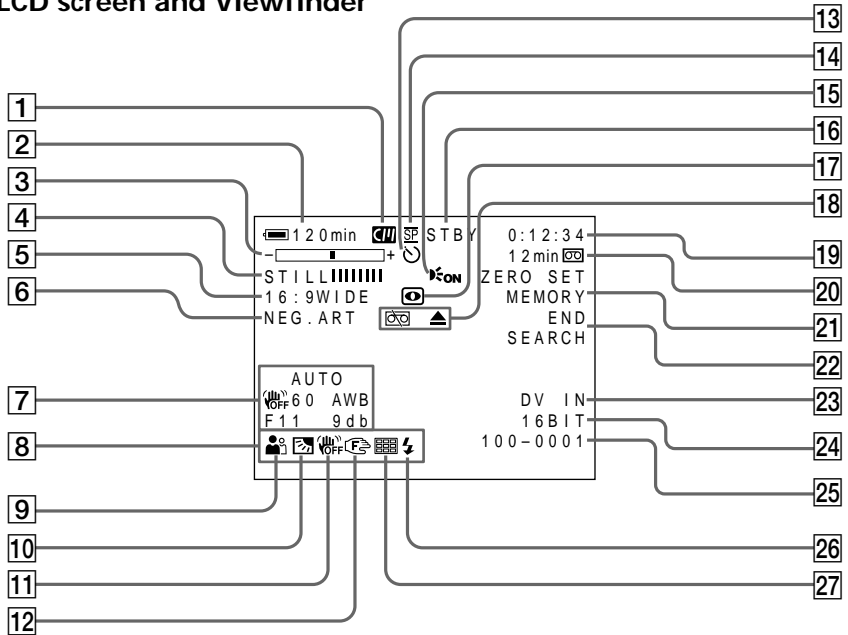 LCD screen and Viewfinder
1
2
3
4
5
6
7
8
9
10
11
12
120min SP STBY 0:12:34
– + 12min
STILL ON ZERO SET
16:9WIDE MEMORY
NEG.ART END
SEARCH
AUTO
OFF 60 AWB DV IN
F11 9db 16BIT
OFF F 100–0001
13
14
15
16
17
18
19
20
21
22
23
24
25
26
27